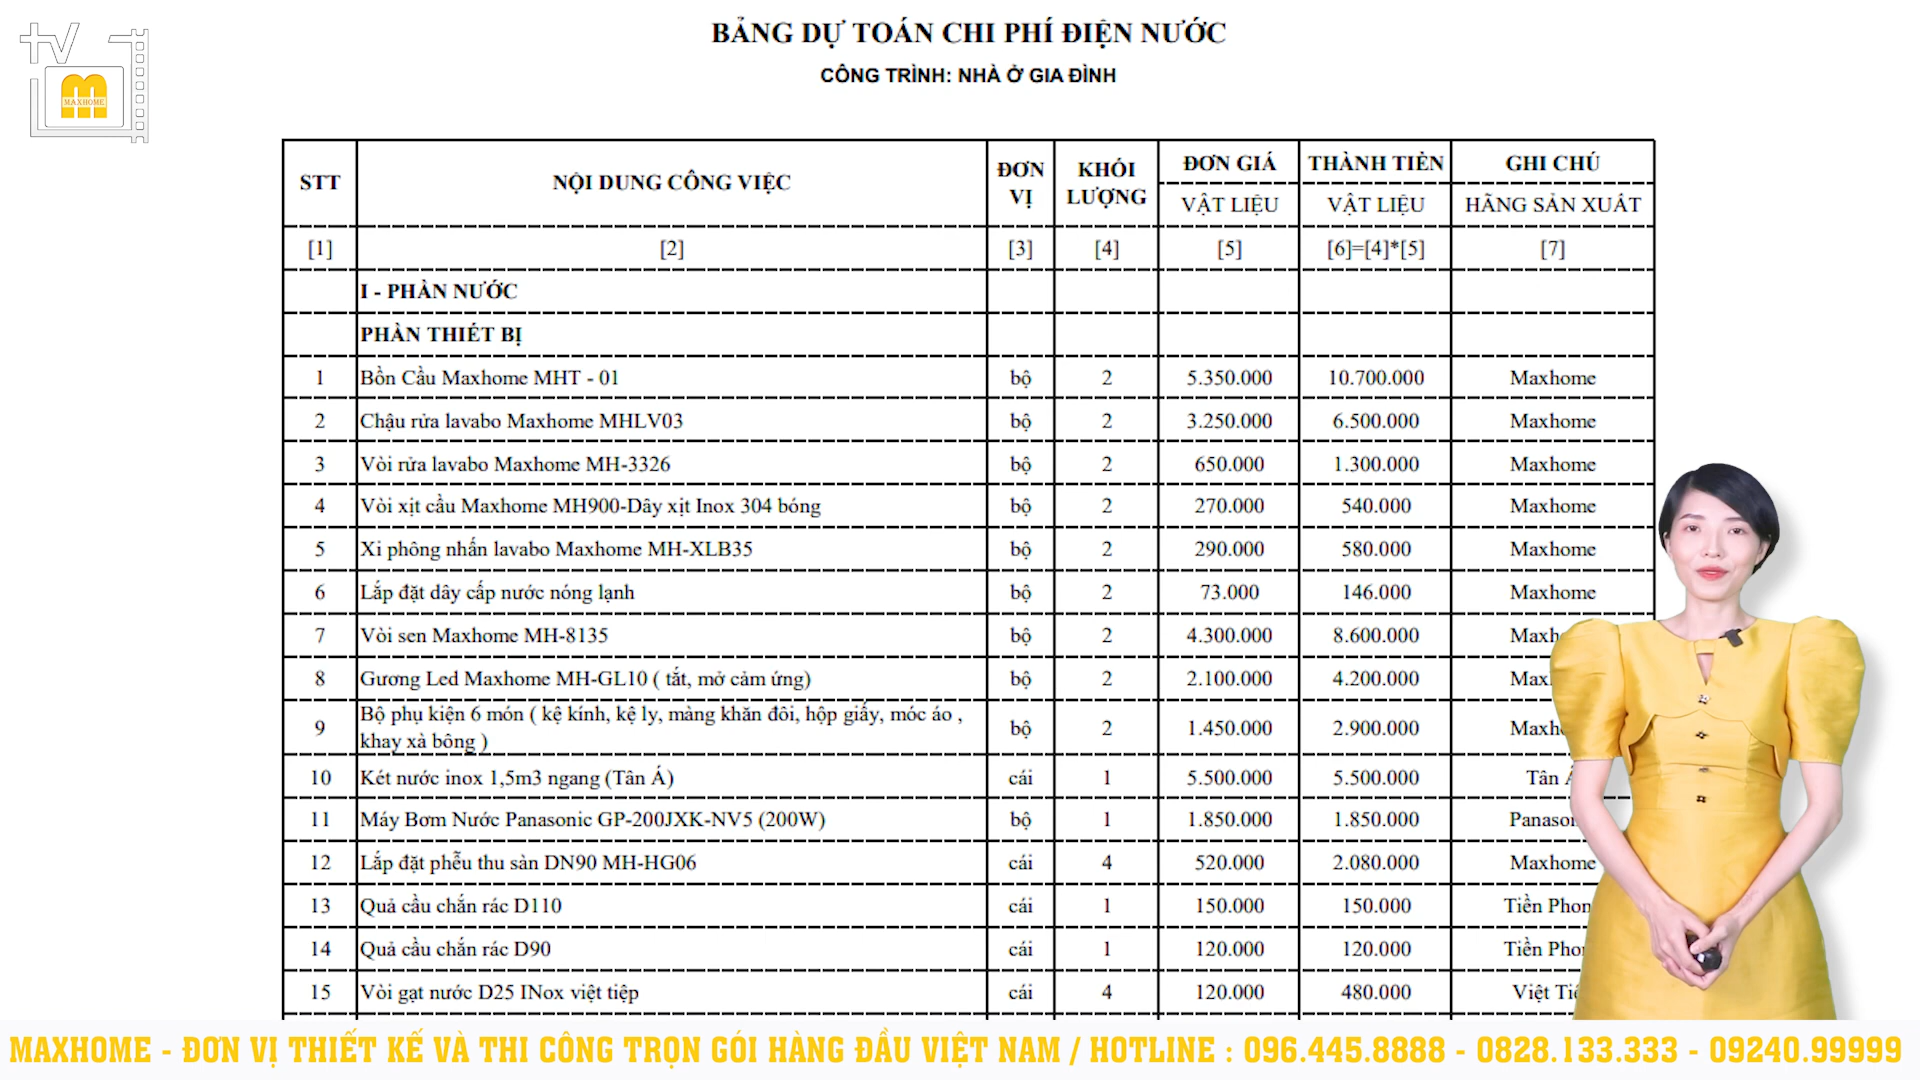 tv
MAXHOME
BẢNG DỰ TOÁN CHI PHÍ ĐIỆN NƯỚC
CÔNG TRÌNH: NHÀ Ở GIA ĐÌNH
STT NỘI DUNG CÔNG VIỆC ĐƠN VỊ KHỐI LƯỢNG ĐƠN GIÁ THÀNH TIỀN GHI CHÚ
VẬT LIỆU VẬT LIỆU HÃNG SẢN XUẤT
[1] [2] [3] [4] [5] [6]=[4]*[5] [7]
I - PHẦN NƯỚC
PHẦN THIẾT BỊ
1 Bồn Cầu Maxhome MHT - 01 bộ 2 5.350.000 10.700.000 Maxhome
2 Chậu rửa lavabo Maxhome MHLV03 bộ 2 3.250.000 6.500.000 Maxhome
3 Vòi rửa lavabo Maxhome MH-3326 bộ 2 650.000 1.300.000 Maxhome
4 Vòi xịt cầu Maxhome MH900-Dây xịt Inox 304 bóng bộ 2 270.000 540.000 Maxhome
5 Xi phông nhấn lavabo Maxhome MH-XLB35 bộ 2 290.000 580.000 Maxhome
6 Lắp đặt dây cấp nước nóng lạnh bộ 2 73.000 146.000 Maxhome
7 Vòi sen Maxhome MH-8135 bộ 2 4.300.000 8.600.000 Maxh
8 Gương Led Maxhome MH-GL10 ( tắt, mở cảm ứng) bộ 2 2.100.000 4.200.000 Max
9 Bộ phụ kiện 6 món ( kệ kính, kệ ly, màng khăn đôi, hộp giấy, móc áo , bộ 2 1.450.000 2.900.000 Maxh
khay xà bông )
10 Két nước inox 1,5m3 ngang (Tân Á) cái 1 5.500.000 5.500.000 Tân Á
11 Máy Bơm Nước Panasonic GP-200JXK-NV5 (200W) bộ 1 1.850.000 1.850.000 Panaso
12 Lắp đặt phễu thu sàn DN90 MH-HG06 cái 4 520.000 2.080.000 Maxhome
13 Quả cầu chắn rác D110 cái 1 150.000 150.000 Tiền Phon
14 Quả cầu chắn rác D90 cái 1 120.000 120.000 Tiền Pho
15 Vòi gạt nước D25 INox việt tiệp cái 4 120.000 480.000 Việt Ti
MAXHOME - ĐƠN VỊ THIẾT KẾ VÀ THI CÔNG TRỌN GÓI HÀNG ĐẦU VIỆT NAM / HOTLINE : 096.445.8888 - 0828.133.333 - 09240.99999